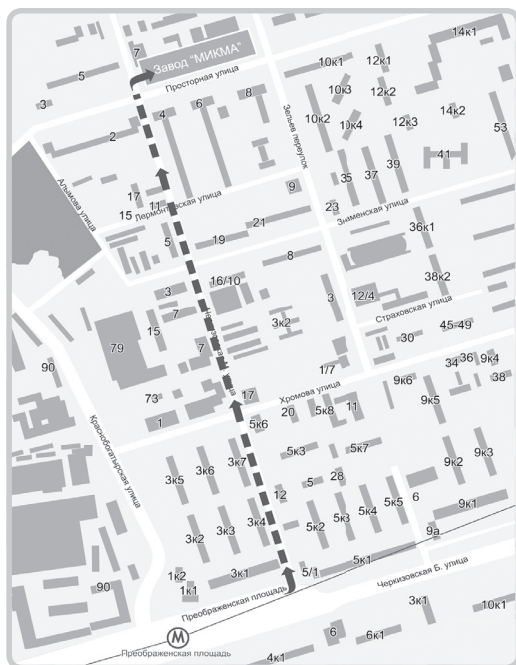 14к1
7
Завод "МИКМА"
5
10к1
12к1
Просторная улица
10к3
12к2
3
4
6
8
10к2
10к4
12к3
14к2
53
2
Зельев переулок
41
39
37
35
Алымова улица
17
11
15
Лермонтовская улица
9
23
21
Знаменская улица
5
19
36к1
8
16/10
38к2
3
12/4
3
7
15
3к2
Страховская улица
79
7
30
45-49
90
1/7
34
36
9к4
38
73
17
Хромова улица
9к6
1
20
5к8
11
9к5
5к6
Краснобогатырская улица
3к7
3к6
3к5
5к3
5к7
9к2
9к3
5
28
12
6
5к5
9к1
5к4
5к3
5к2
3к4
3к3
3к2
9а
5к1
5/1
1к2
3к1
1к1
90
Черкизовская Б. улица
Преображенская площадь
3к1
10к1
М
Преображенская площадь
6
6к1
4к1